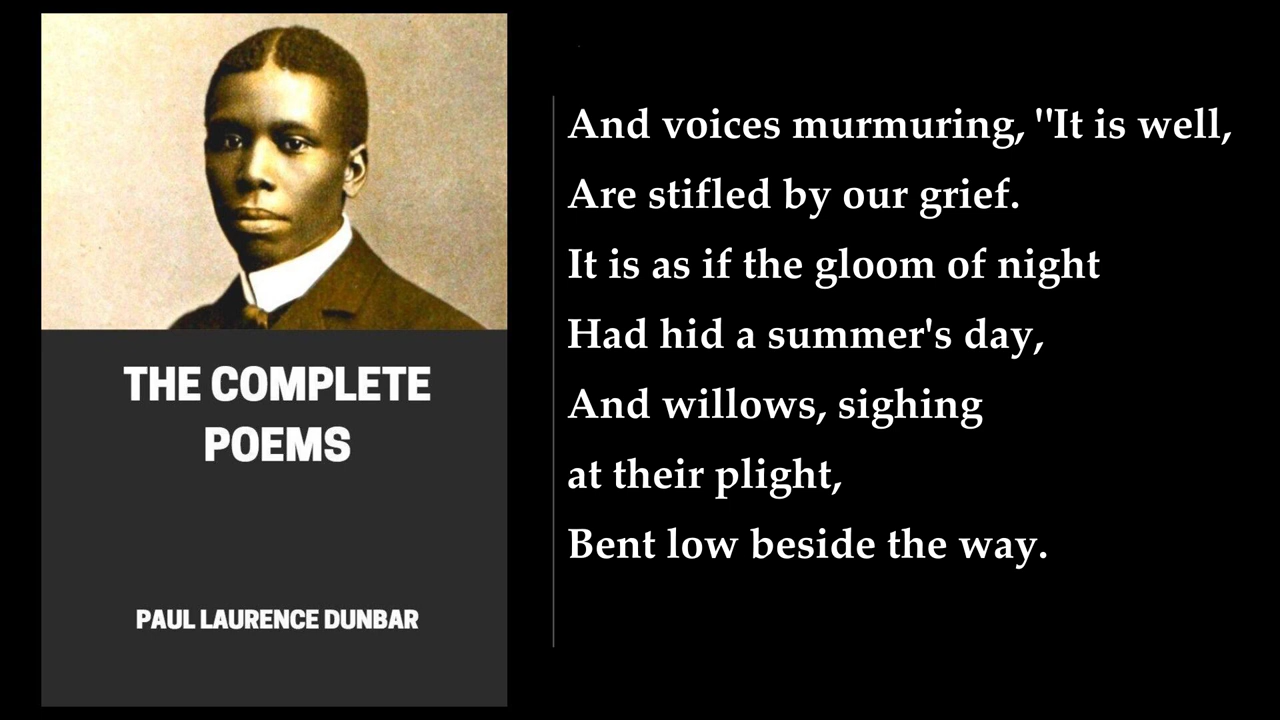 THE COMPLETE
POEMS
PAUL LAURENCE DUNBAR
And voices murmuring, "It is well,
Are stifled by our grief.
It is as if the gloom of night
Had hid a summer's day,
And willows, sighing
at their plight,
Bent low beside the way.